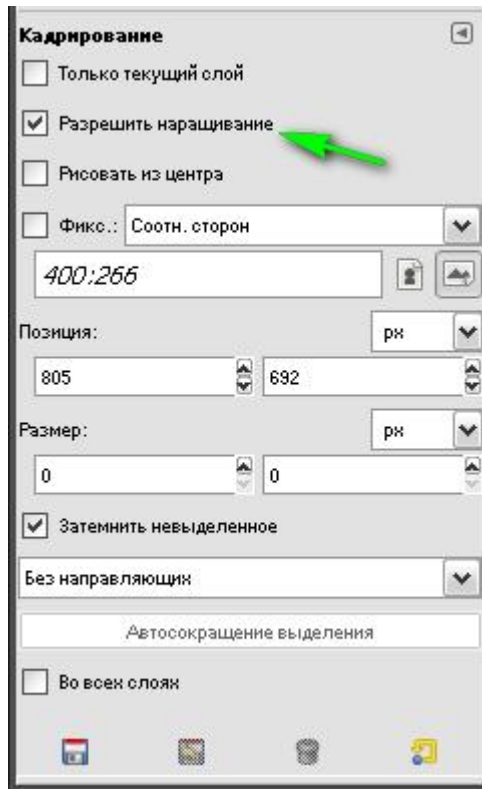 Кадрирование
Только текущий слой
Разрешить наращивание
Рисовать из центра
Фикс.: Соотн. сторон
400:266
Позиция: px
805 692
Размер: px
0 0
Затемнить невыделенное
Без направляющих
Автосокращение выделения
Во всех слоях